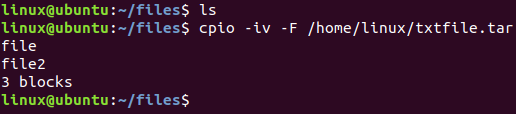 linux@ubuntu:~/files$ ls
linux@ubuntu:~/files$ cpio -iv -F /home/linux/txtfile.tar
file
file2
3 blocks
linux@ubuntu:~/files$